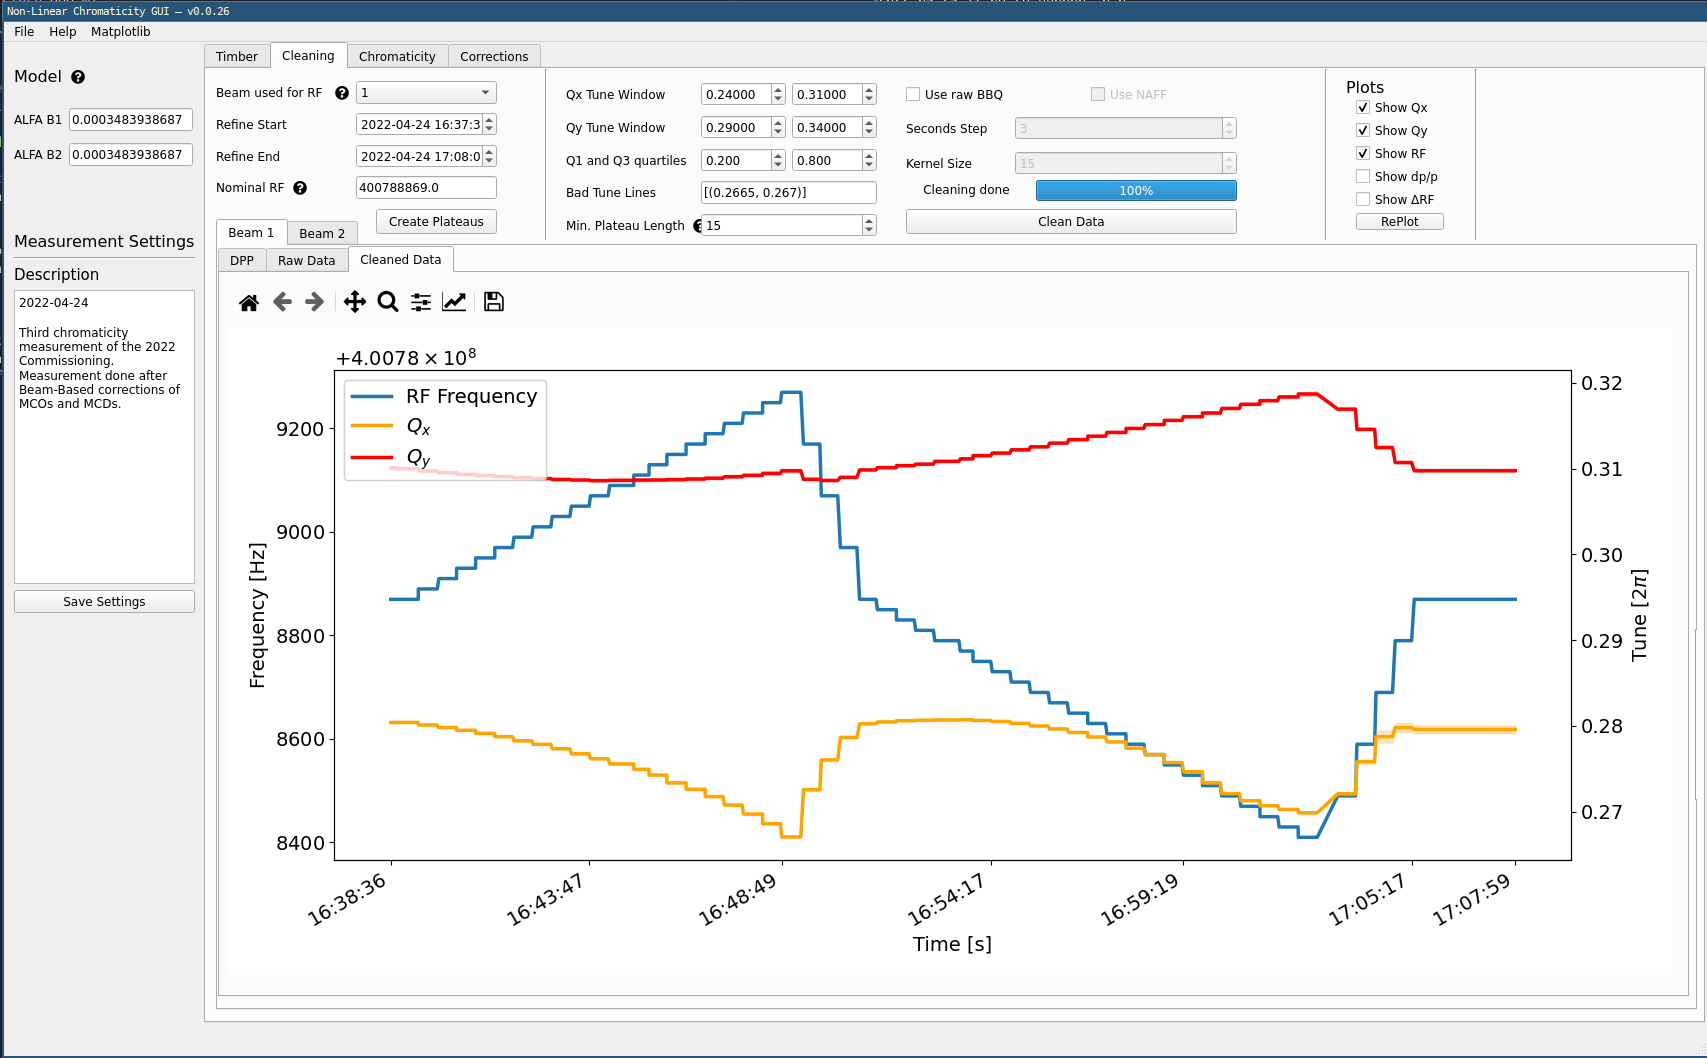 Non-Linear Chromaticity GUI – v0.0.26
File Help Matplotlib
Timber Cleaning Chromaticity Corrections
Model
ALFA B1 0.0003483938687
ALFA B2 0.0003483938687
Measurement Settings
Description
2022-04-24
Third chromaticity
measurement of the 2022
Commissioning.
Measurement done after
Beam-Based corrections of
MCOs and MCDs.
Save Settings
Beam used for RF 1
Refine Start 2022-04-24 16:37:3
Refine End 2022-04-24 17:08:0
Nominal RF 400788869.0
Create Plateaus
Qx Tune Window 0.24000 0.31000
Qy Tune Window 0.29000 0.34000
Q1 and Q3 quartiles 0.200 0.800
Bad Tune Lines [(0.2665, 0.267)]
Min. Plateau Length 15
Use raw BBQ Use NAFF
Seconds Step 3
Kernel Size 15
Cleaning done 100%
Clean Data
Plots
Show Qx
Show Qy
Show RF
Show dp/p
Show ΔRF
RePlot
Beam 1 Beam 2
DPP Raw Data Cleaned Data
+4.0078 × 10⁸
RF Frequency
Qx
Qy
Frequency [Hz]
9200
9000
8800
8600
8400
0.32
0.31
0.30
0.29
0.28
0.27
Tune [2π]
16:38:36 16:43:47 16:48:49 16:54:17 16:59:19 17:05:17 17:07:59
Time [s]